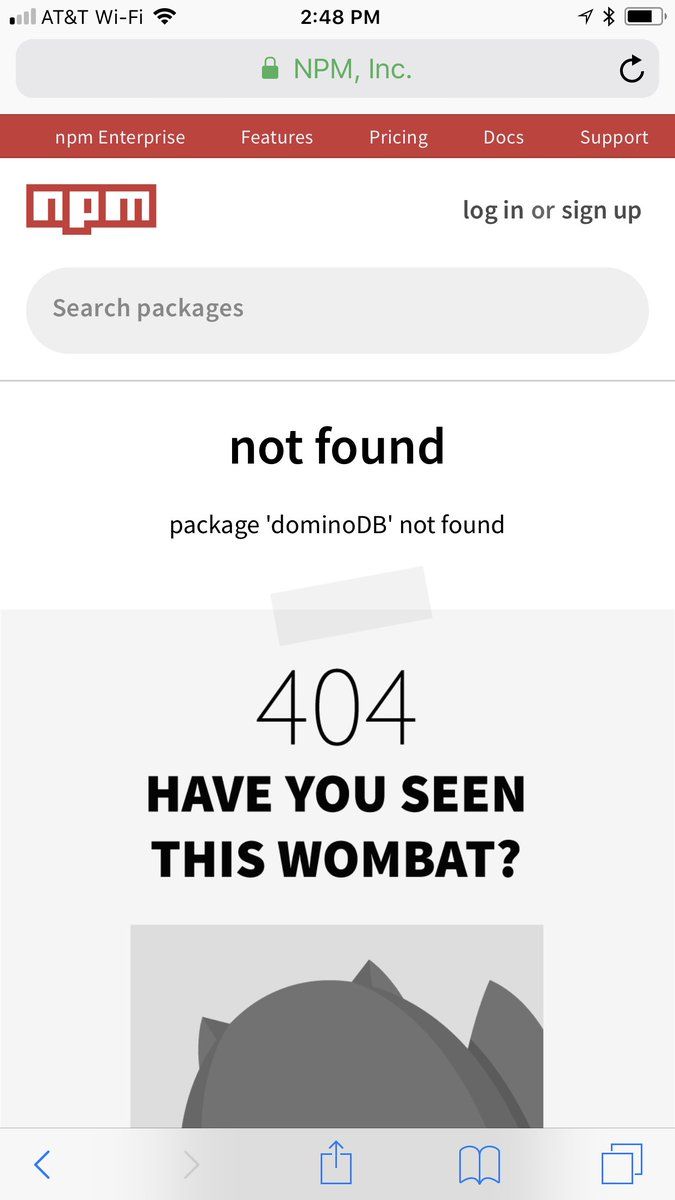 AT&T Wi-Fi 2:48 PM
NPM, Inc.
npm Enterprise Features Pricing Docs Support
npm
log in or sign up
Search packages
not found
package 'dominoDB' not found
404
HAVE YOU SEEN
THIS WOMBAT?